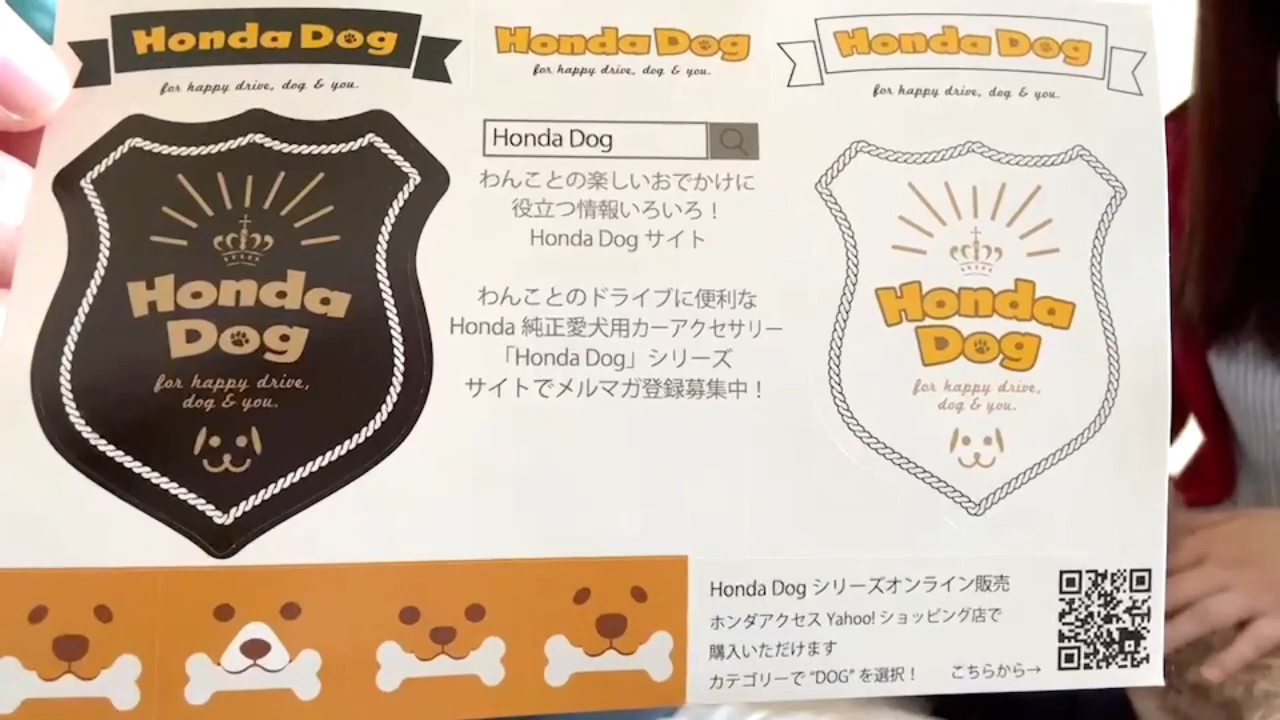 Honda Dog
for happy drive, dog & you.
Honda
Dog
for happy drive,
dog & you.
Honda Dog
for happy drive, dog & you.
Honda Dog
わんことの楽しいおでかけに
役立つ情報いろいろ！
Honda Dog サイト
わんことのドライブに便利な
Honda 純正愛犬用カーアクセサリー
「Honda Dog」シリーズ
サイトでメルマガ登録募集中！
Honda Dog
for happy drive, dog & you.
Honda
Dog
for happy drive,
dog & you.
Honda Dog シリーズオンライン販売
ホンダアクセス Yahoo! ショッピング店で
購入いただけます
カテゴリーで “DOG” を選択！ こちらから→